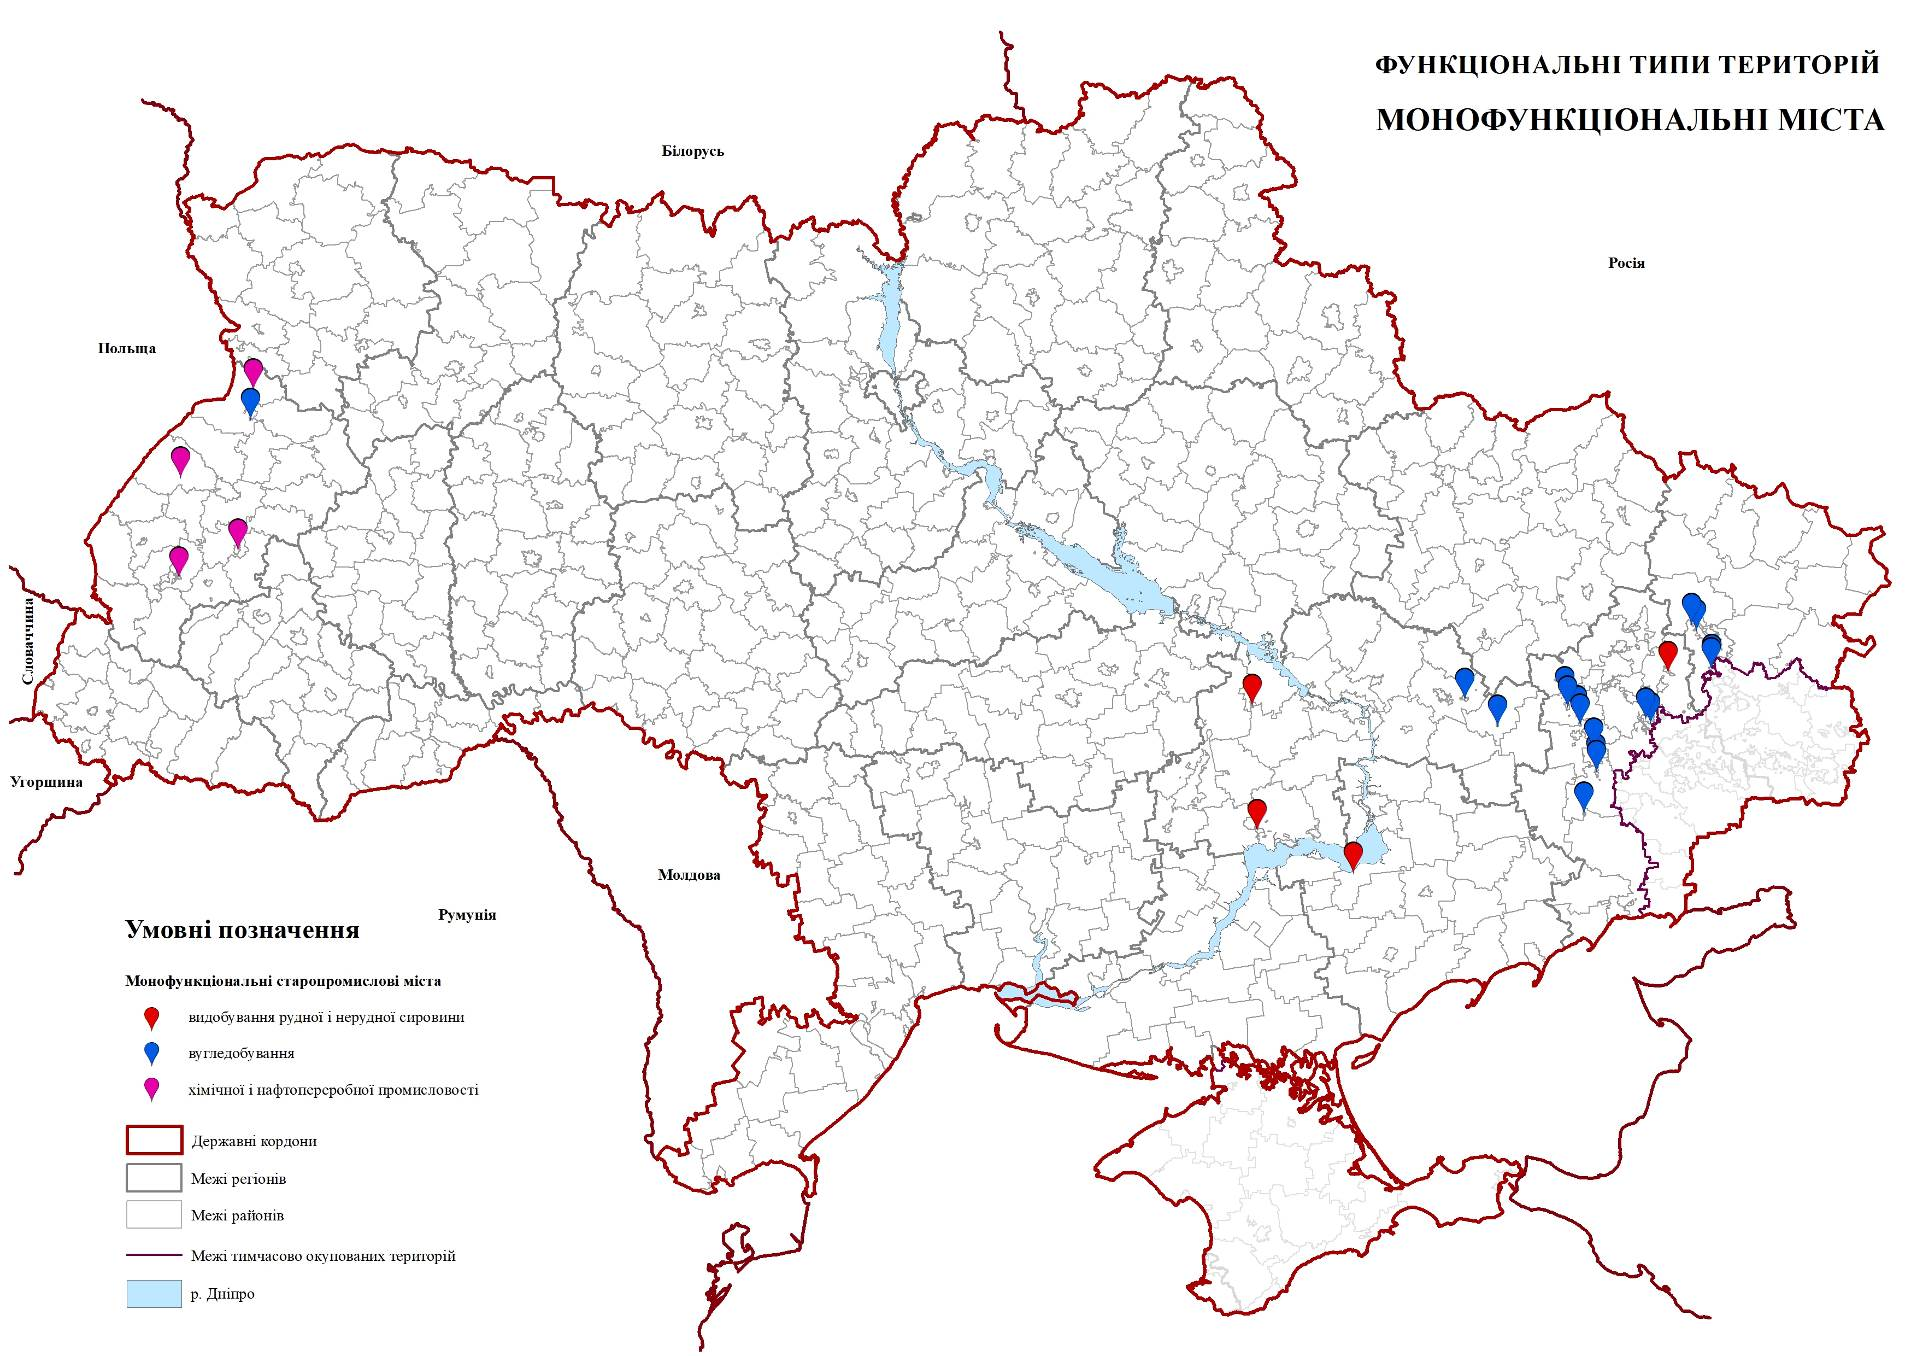 ФУНКЦІОНАЛЬНІ ТИПИ ТЕРИТОРІЙ
МОНОФУНКЦІОНАЛЬНІ МІСТА
Білорусь
Росія
Польща
Словаччина
Угорщина
Молдова
Румунія
Умовні позначення
Монофункціональні старопромислові міста
видобування рудної і нерудної сировини
вугледобування
хімічної і нафтопереробної промисловості
Державні кордони
Межі регіонів
Межі районів
Межі тимчасово окупованих територій
р. Дніпро